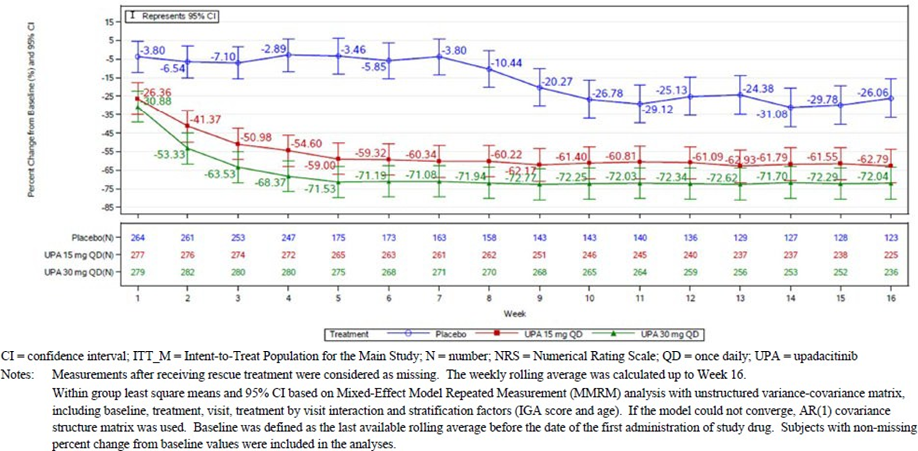 Percent Change from Baseline (%) and 95% CI
I Represents 95% CI
15
5
-5
-15
-25
-35
-45
-55
-65
-75
-85
-3.80 -6.54 -7.10 -2.89 -3.46 -5.85 -3.80 -10.44 -20.27 -26.78 -29.12 -25.13 -24.38 -31.08 -29.78 -26.06
-26.36 -41.37 -50.98 -54.60 -59.00 -59.32 -60.34 -60.22 -62.17 -61.40 -60.81 -61.09 -62.93 -61.79 -61.55 -62.79
-30.88 -53.33 -63.53 -68.37 -71.53 -71.19 -71.08 -71.94 -72.77 -72.25 -72.03 -72.34 -72.62 -71.70 -72.29 -72.04
Placebo(N) 264 261 253 247 175 173 163 158 143 143 140 136 129 127 128 123
UPA 15 mg QD(N) 277 276 274 272 265 263 261 262 251 246 245 240 237 237 238 225
UPA 30 mg QD(N) 279 282 280 280 275 268 271 270 268 265 264 259 256 253 252 236
1 2 3 4 5 6 7 8 9 10 11 12 13 14 15 16
Week
Treatment Placebo UPA 15 mg QD UPA 30 mg QD
CI = confidence interval; ITT_M = Intent-to-Treat Population for the Main Study; N = number; NRS = Numerical Rating Scale; QD = once daily; UPA = upadacitinib
Notes: Measurements after receiving rescue treatment were considered as missing. The weekly rolling average was calculated up to Week 16.
Within group least square means and 95% CI based on Mixed-Effect Model Repeated Measurement (MMRM) analysis with unstructured variance-covariance matrix,
including baseline, treatment, visit, treatment by visit interaction and stratification factors (IGA score and age). If the model could not converge, AR(1) covariance
structure matrix was used. Baseline was defined as the last available rolling average before the date of the first administration of study drug. Subjects with non-missing
percent change from baseline values were included in the analyses.